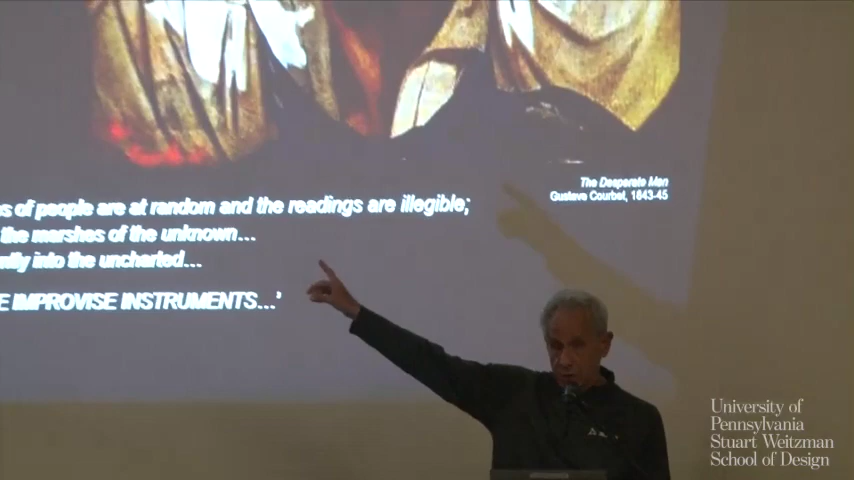 The Desperate Man
Gustave Courbet, 1843-45
of people are at random and the readings are illegible;
the marshes of the unknown...
into the uncharted...
IMPROVISE INSTRUMENTS...'
University of
Pennsylvania
Stuart Weitzman
School of Design